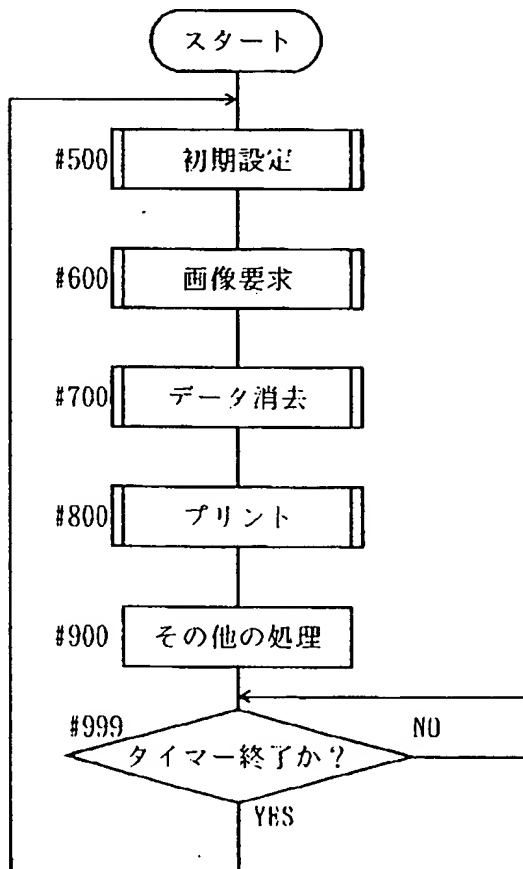 スタート
#500 初期設定
#600 画像要求
#700 データ消去
#800 プリント
#900 その他の処理
#999
タイマー終了か?
NO
YES